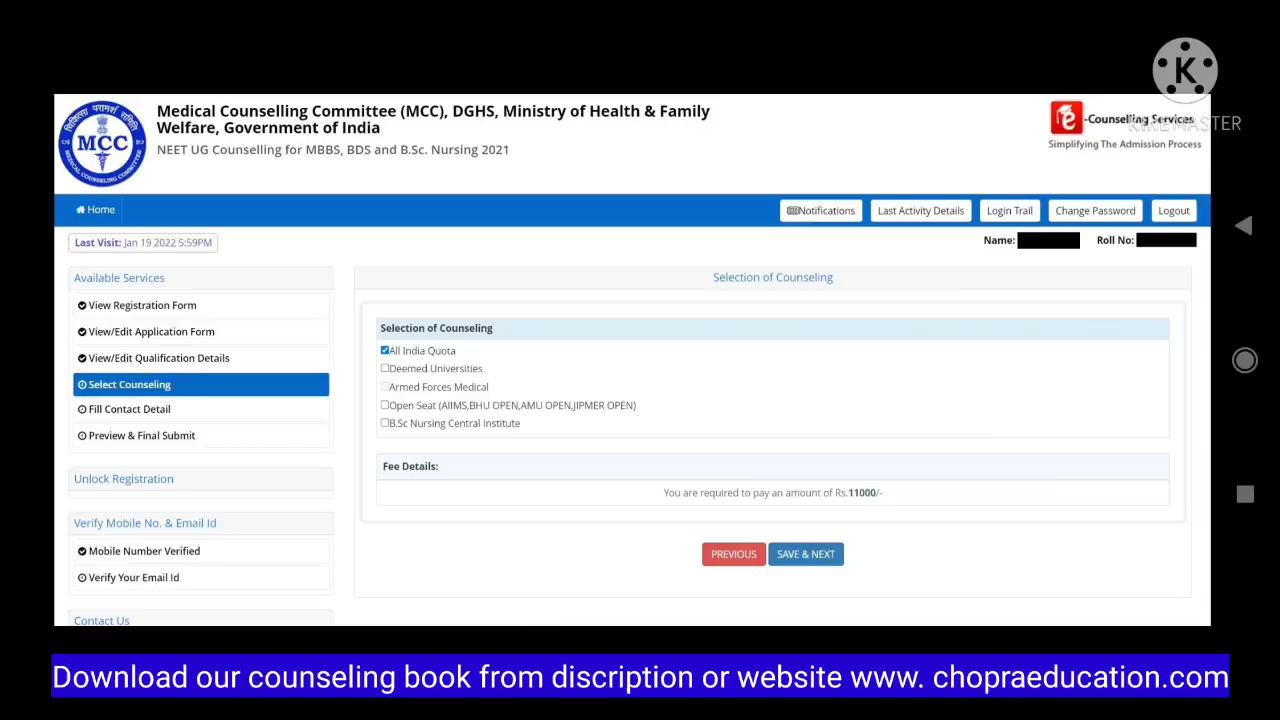 K
KINEMASTER
Medical Counselling Committee (MCC), DGHS, Ministry of Health & Family
Welfare, Government of India
NEET UG Counselling for MBBS, BDS and B.Sc. Nursing 2021
चिकित्सा परामर्श समिति
MCC
MEDICAL COUNSELING COMMITTEE
e-Counselling Services
Simplifying The Admission Process
Home
Notifications
Last Activity Details
Login Trail
Change Password
Logout
Last Visit: Jan 19 2022 5:59PM
Name:
Roll No:
Available Services
View Registration Form
View/Edit Application Form
View/Edit Qualification Details
Select Counseling
Fill Contact Detail
Preview & Final Submit
Unlock Registration
Verify Mobile No. & Email Id
Mobile Number Verified
Verify Your Email Id
Contact Us
Selection of Counseling
Selection of Counseling
All India Quota
Deemed Universities
Armed Forces Medical
Open Seat (AIIMS,BHU OPEN,AMU OPEN,JIPMER OPEN)
B.Sc Nursing Central Institute
Fee Details:
You are required to pay an amount of Rs.11000/-
PREVIOUS
SAVE & NEXT
Download our counseling book from discription or website www. chopraeducation.com